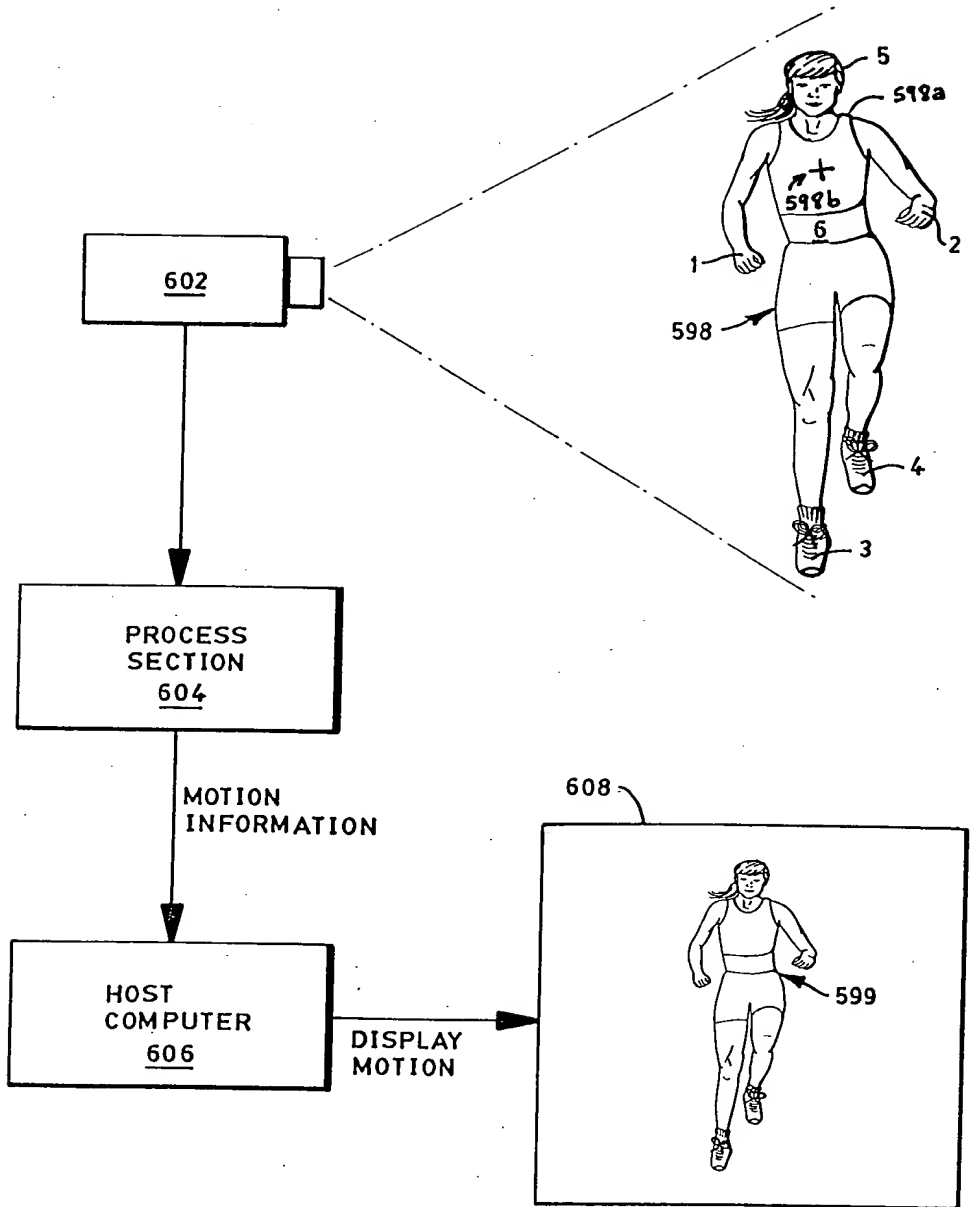 5
598a
598b
6
2
1
602
598
4
3
PROCESS
SECTION
604
MOTION
INFORMATION
608
HOST
COMPUTER
606
DISPLAY
MOTION
599